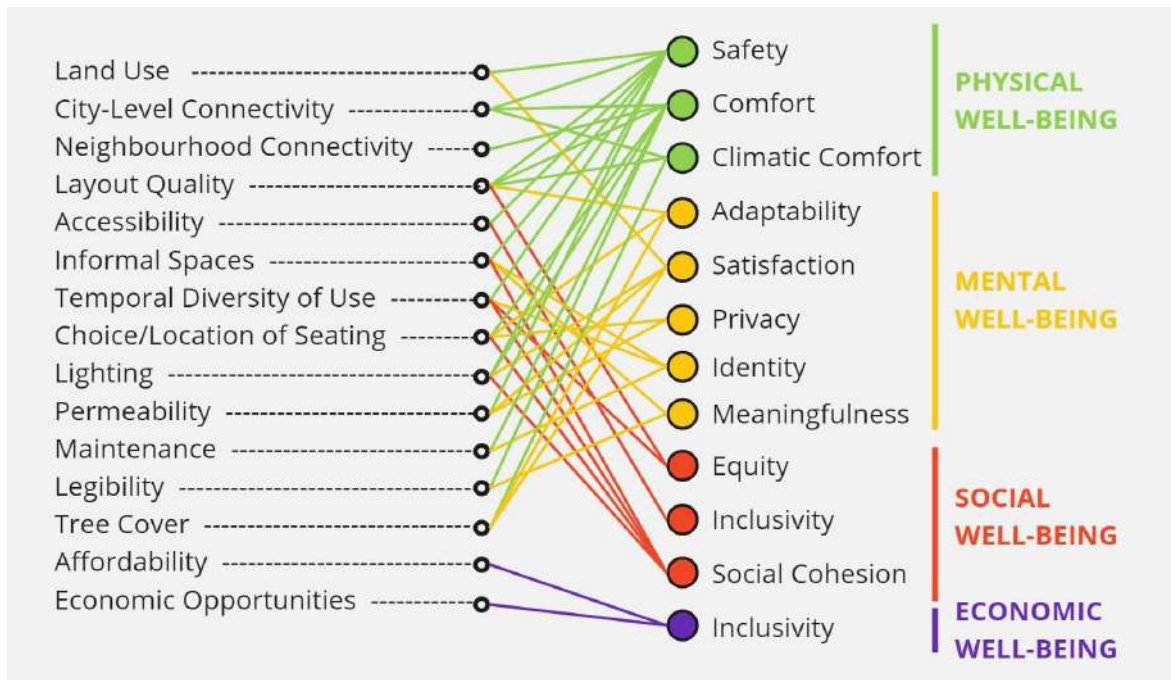 Land Use
City-Level Connectivity
Neighbourhood Connectivity
Layout Quality
Accessibility
Informal Spaces
Temporal Diversity of Use
Choice/Location of Seating
Lighting
Permeability
Maintenance
Legibility
Tree Cover
Affordability
Economic Opportunities
Safety
Comfort
Climatic Comfort
Adaptability
Satisfaction
Privacy
Identity
Meaningfulness
Equity
Inclusivity
Social Cohesion
Inclusivity
PHYSICAL
WELL-BEING
MENTAL
WELL-BEING
SOCIAL
WELL-BEING
ECONOMIC
WELL-BEING